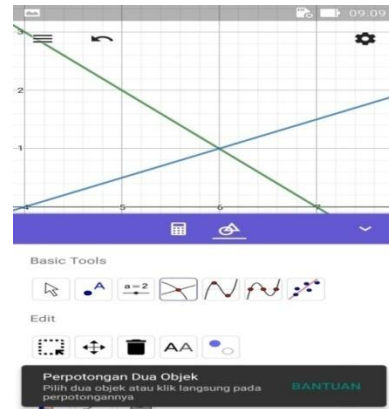 09.09
3
2
1
4 5 6 7
Basic Tools
A
a = 2
Edit
AA
Perpotongan Dua Objek
Pilih dua objek atau klik langsung pada
perpotongannya
BANTUAN